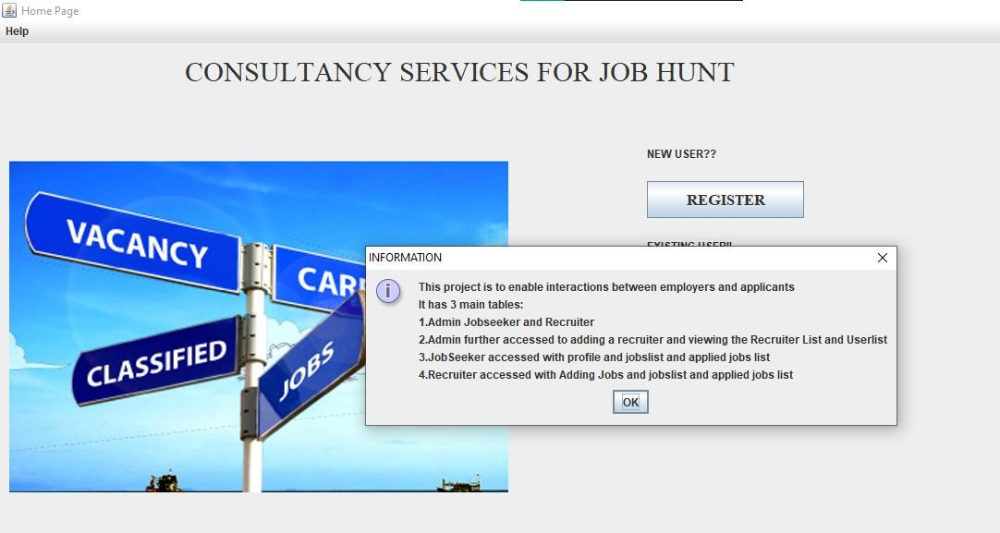 Home Page
Help
CONSULTANCY SERVICES FOR JOB HUNT
NEW USER??
REGISTER
EXISTING USER!!
VACANCY
CLASSIFIED
JOBS
INFORMATION
This project is to enable interactions between employers and applicants
It has 3 main tables:
1.Admin Jobseeker and Recruiter
2.Admin further accessed to adding a recruiter and viewing the Recruiter List and Userlist
3.JobSeeker accessed with profile and jobslist and applied jobs list
4.Recruiter accessed with Adding Jobs and jobslist and applied jobs list
OK